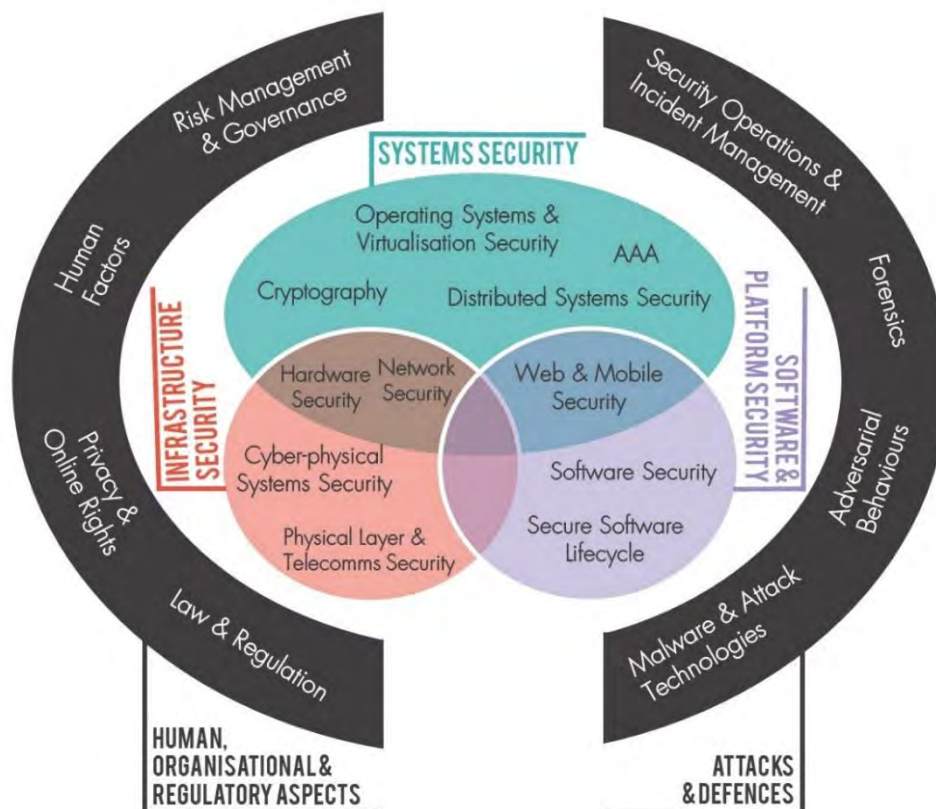 Risk Management
& Governance
Human
Factors
Privacy &
Online Rights
Law & Regulation
HUMAN,
ORGANISATIONAL &
REGULATORY ASPECTS
SYSTEMS SECURITY
Operating Systems &
Virtualisation Security
AAA
Cryptography
Distributed Systems Security
INFRASTRUCTURE
SECURITY
Hardware
Security
Network
Security
Cyber-physical
Systems Security
Physical Layer &
Telecomms Security
Web & Mobile
Security
Software Security
Secure Software
Lifecycle
SOFTWARE &
PLATFORM SECURITY
Security Operations &
Incident Management
Forensics
Adversarial
Behaviours
Malware & Attack
Technologies
ATTACKS
& DEFENCES